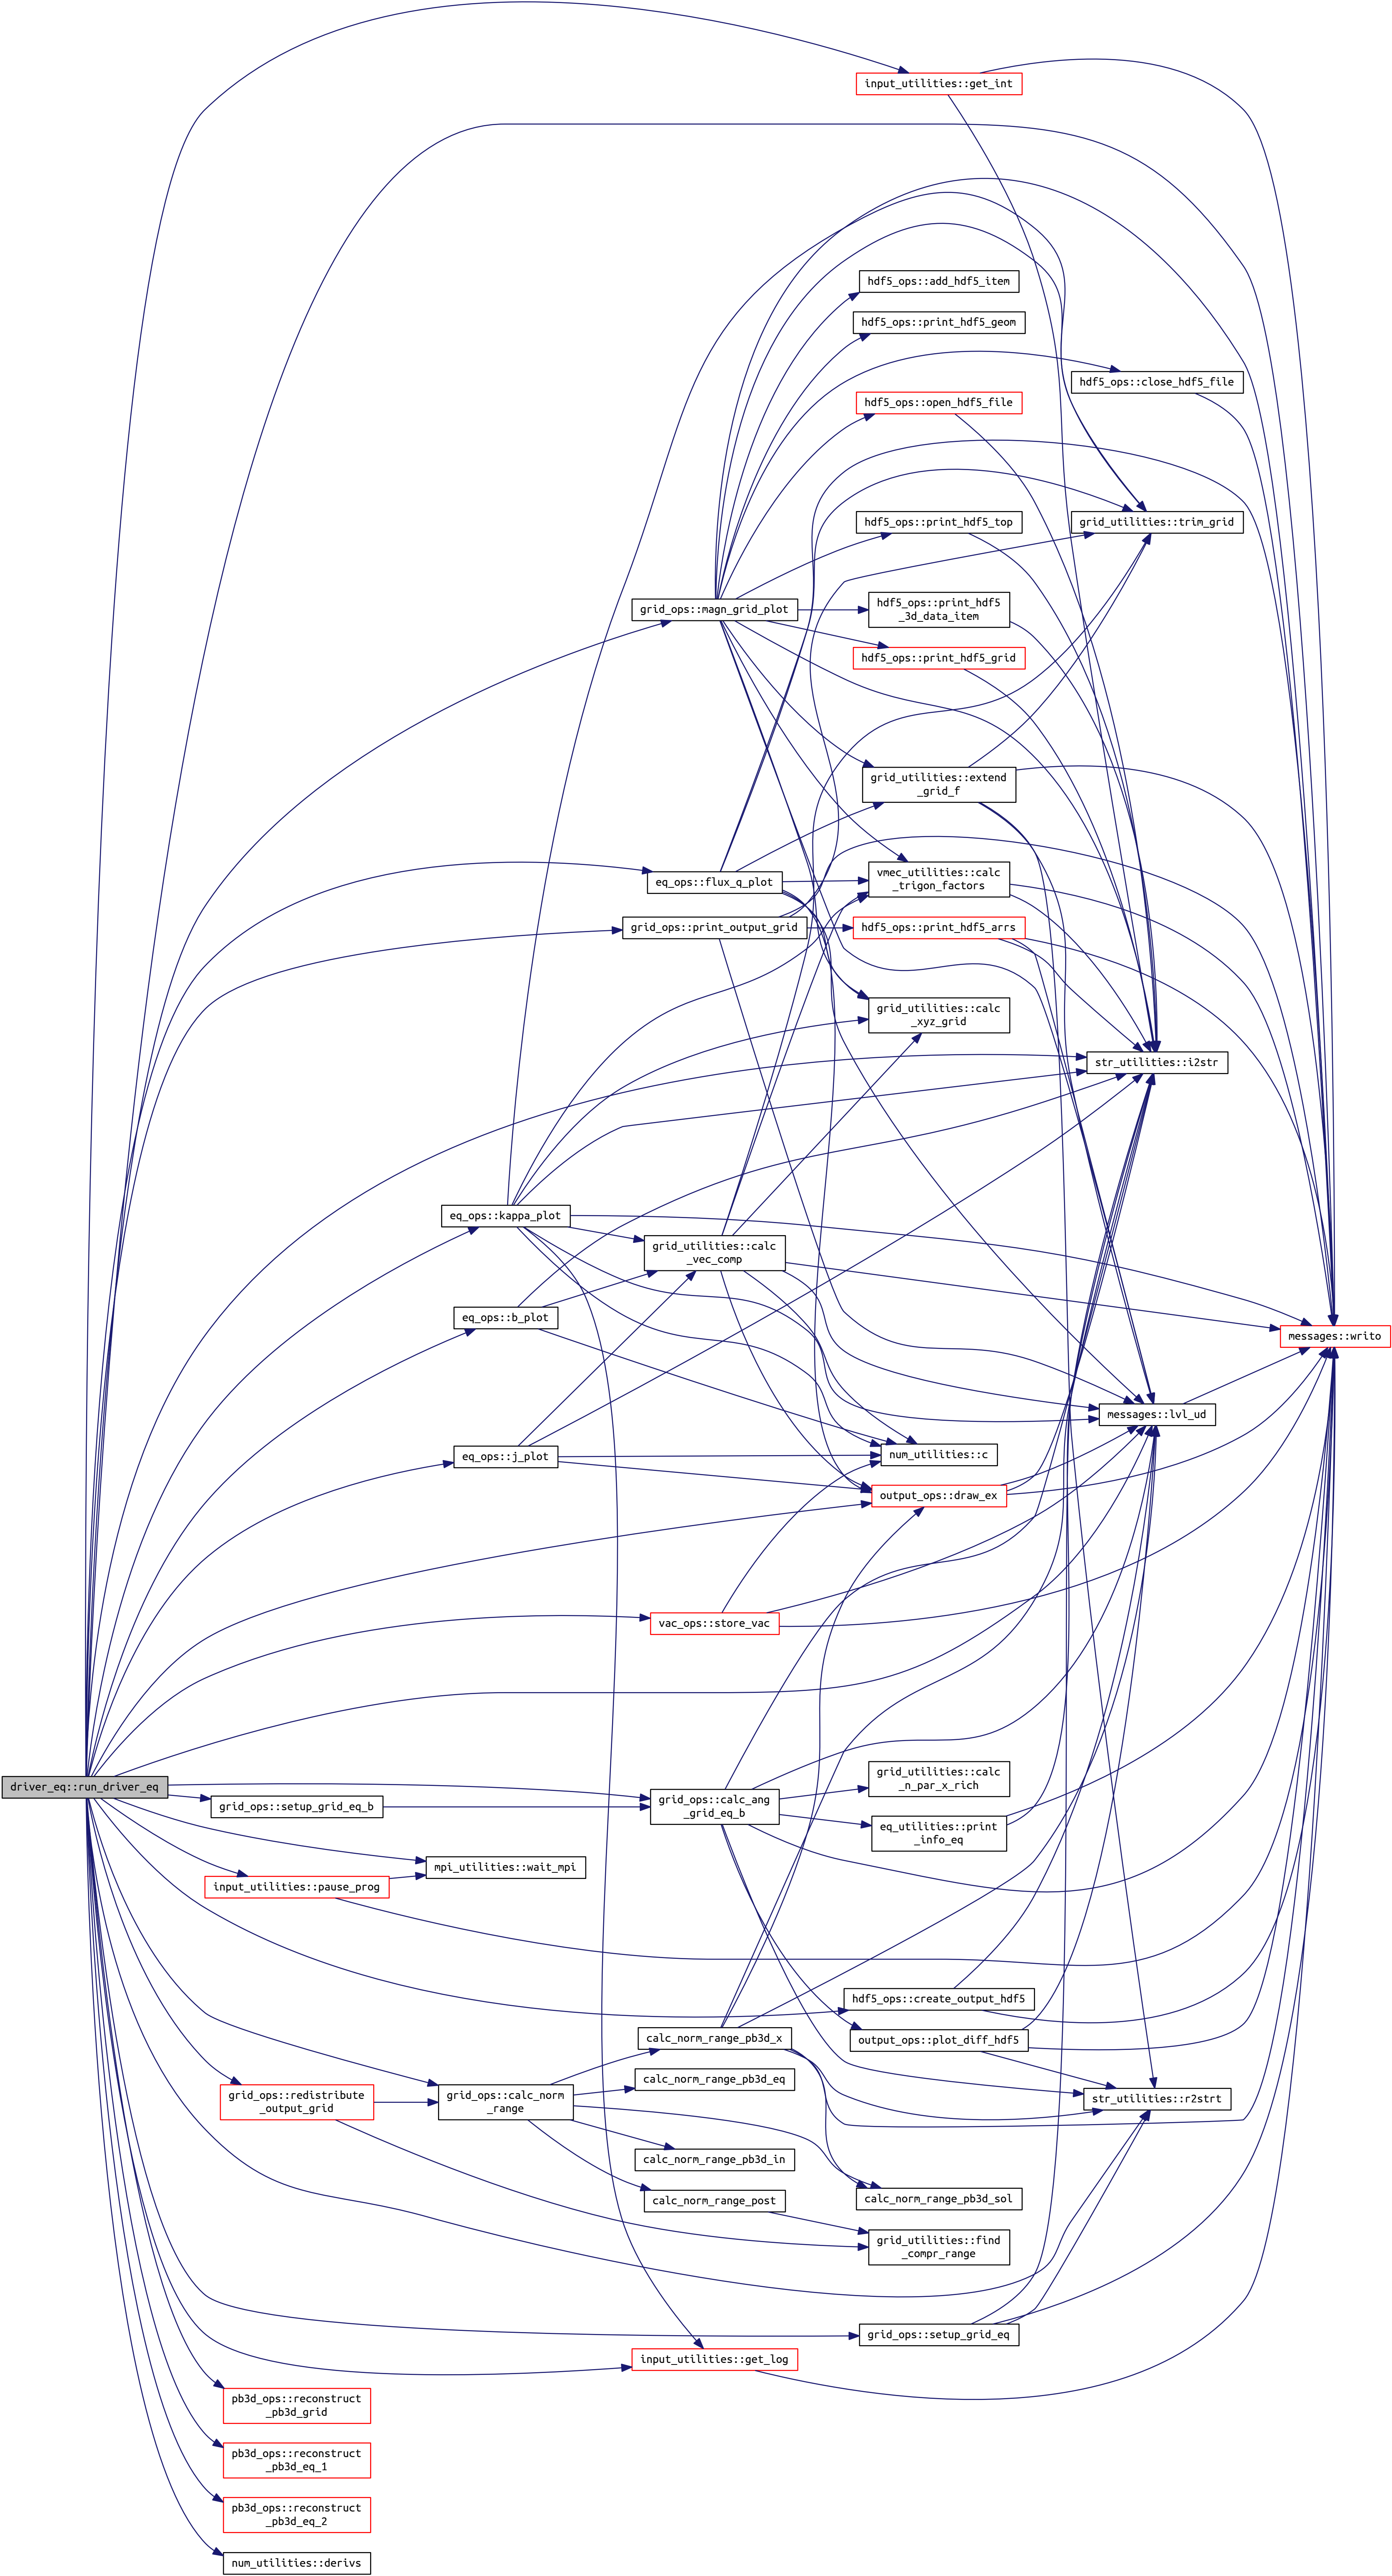 input_utilities::get_int
hdf5_ops::add_hdf5_item
hdf5_ops::print_hdf5_geom
hdf5_ops::close_hdf5_file
hdf5_ops::open_hdf5_file
hdf5_ops::print_hdf5_top
grid_utilities::trim_grid
grid_ops::magn_grid_plot
hdf5_ops::print_hdf5
_3d_data_item
hdf5_ops::print_hdf5_grid
grid_utilities::extend
_grid_f
eq_ops::flux_q_plot
vmec_utilities::calc
_trigon_factors
grid_ops::print_output_grid
hdf5_ops::print_hdf5_arrs
grid_utilities::calc
_xyz_grid
str_utilities::i2str
eq_ops::kappa_plot
grid_utilities::calc
_vec_comp
eq_ops::b_plot
messages::writo
messages::lvl_ud
eq_ops::j_plot
num_utilities::c
output_ops::draw_ex
vac_ops::store_vac
driver_eq::run_driver_eq
grid_utilities::calc
_n_par_x_rich
grid_ops::setup_grid_eq_b
grid_ops::calc_ang
_grid_eq_b
eq_utilities::print
_info_eq
mpi_utilities::wait_mpi
input_utilities::pause_prog
hdf5_ops::create_output_hdf5
calc_norm_range_pb3d_x
output_ops::plot_diff_hdf5
calc_norm_range_pb3d_eq
grid_ops::redistribute
_output_grid
grid_ops::calc_norm
_range
str_utilities::r2strt
calc_norm_range_pb3d_in
calc_norm_range_post
calc_norm_range_pb3d_sol
grid_utilities::find
_compr_range
grid_ops::setup_grid_eq
input_utilities::get_log
pb3d_ops::reconstruct
_pb3d_grid
pb3d_ops::reconstruct
_pb3d_eq_1
pb3d_ops::reconstruct
_pb3d_eq_2
num_utilities::derivs